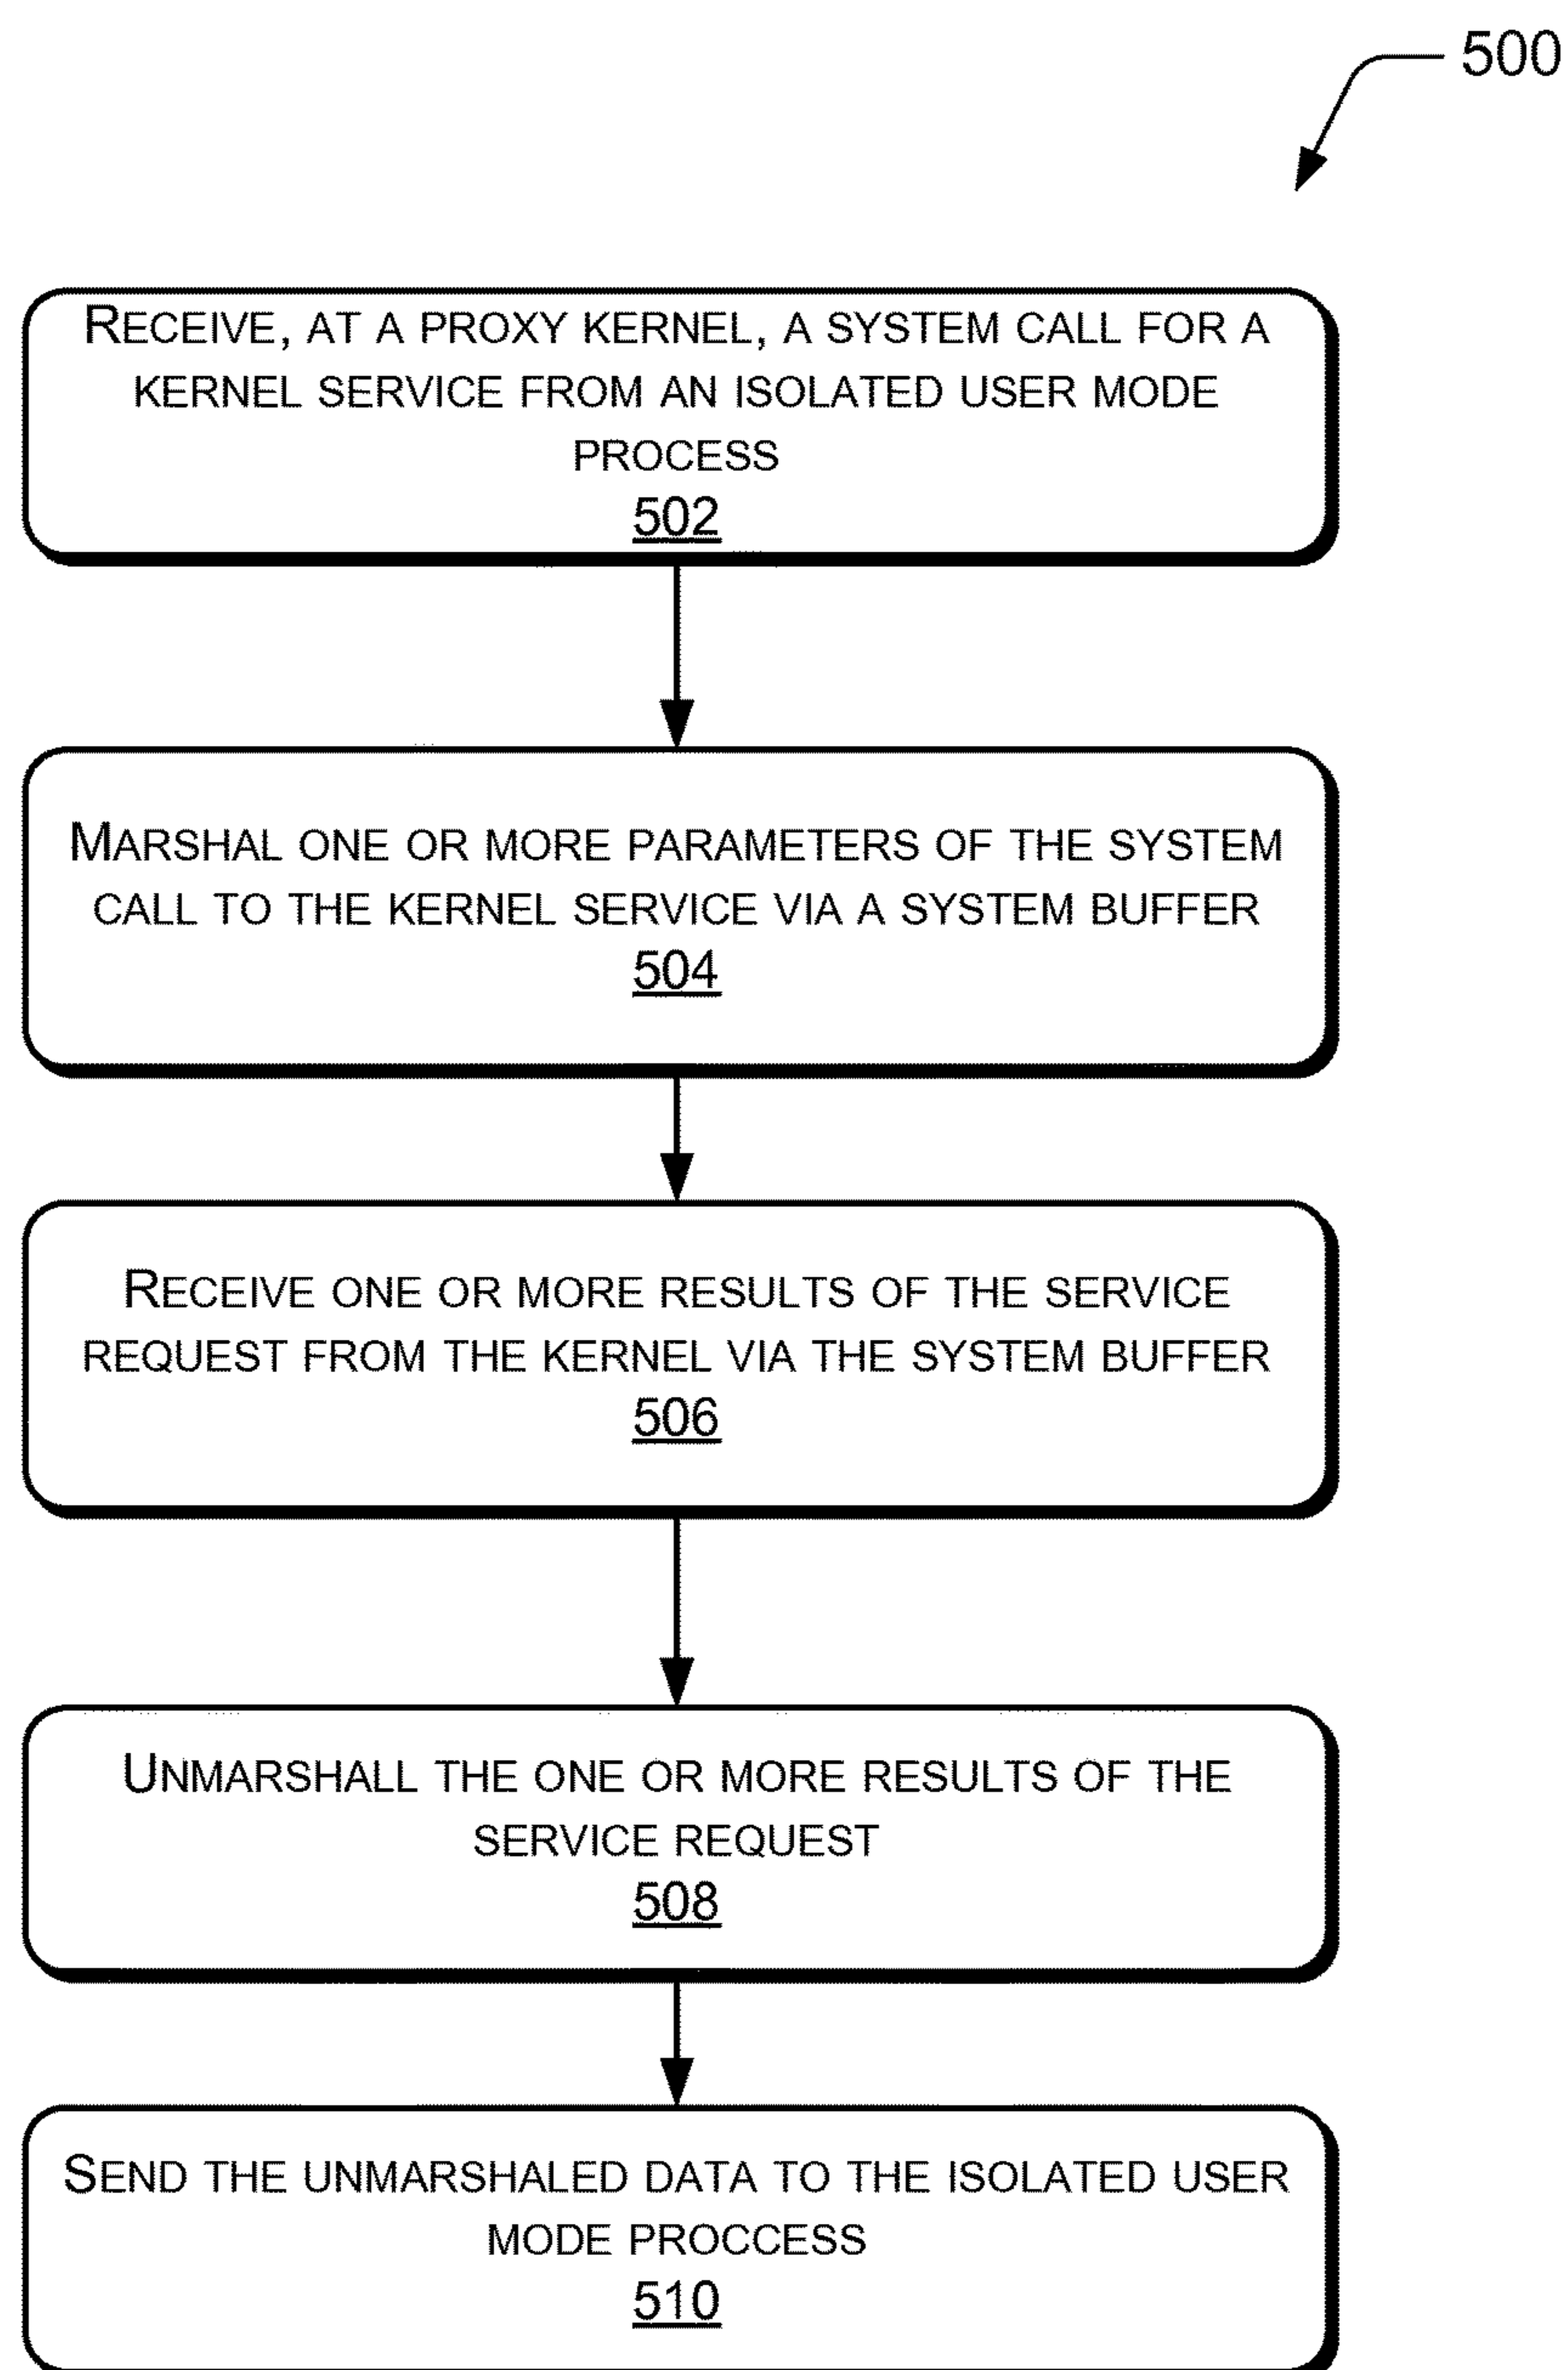 500
RECEIVE, AT A PROXY KERNEL, A SYSTEM CALL FOR A
KERNEL SERVICE FROM AN ISOLATED USER MODE
PROCESS
502
MARSHAL ONE OR MORE PARAMETERS OF THE SYSTEM
CALL TO THE KERNEL SERVICE VIA A SYSTEM BUFFER
504
RECEIVE ONE OR MORE RESULTS OF THE SERVICE
REQUEST FROM THE KERNEL VIA THE SYSTEM BUFFER
506
UNMARSHALL THE ONE OR MORE RESULTS OF THE
SERVICE REQUEST
508
SEND THE UNMARSHALED DATA TO THE ISOLATED USER
MODE PROCCESS
510